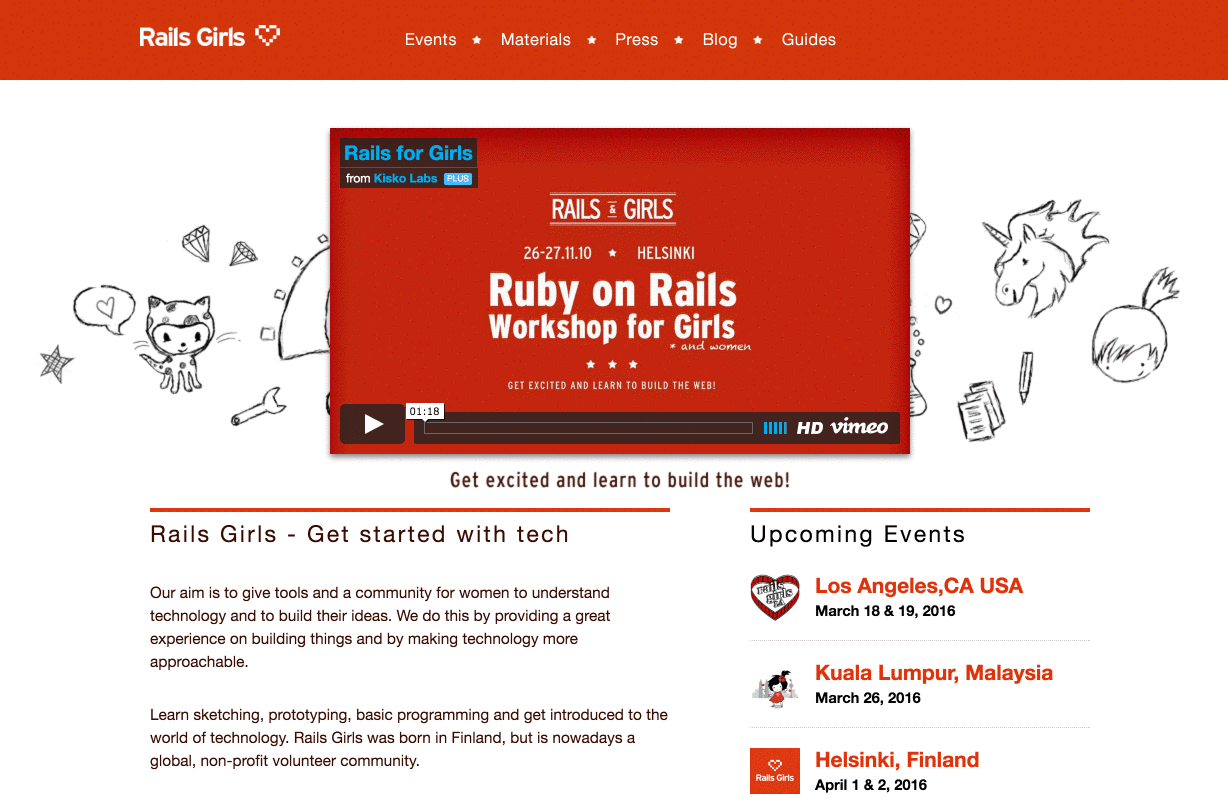 Rails Girls
Events ★ Materials ★ Press ★ Blog ★ Guides
Rails for Girls
from Kisko Labs PLUS
RAILS & GIRLS
26-27.11.10 ★ HELSINKI
Ruby on Rails
Workshop for Girls
* and women
★ ★ ★
GET EXCITED AND LEARN TO BUILD THE WEB!
01:18
HD vimeo
Get excited and learn to build the web!
Rails Girls - Get started with tech
Our aim is to give tools and a community for women to understand
technology and to build their ideas. We do this by providing a great
experience on building things and by making technology more
approachable.
Learn sketching, prototyping, basic programming and get introduced to the
world of technology. Rails Girls was born in Finland, but is nowadays a
global, non-profit volunteer community.
Upcoming Events
rails girls LA
Los Angeles,CA USA
March 18 & 19, 2016
Kuala Lumpur, Malaysia
March 26, 2016
Rails Girls
Helsinki, Finland
April 1 & 2, 2016